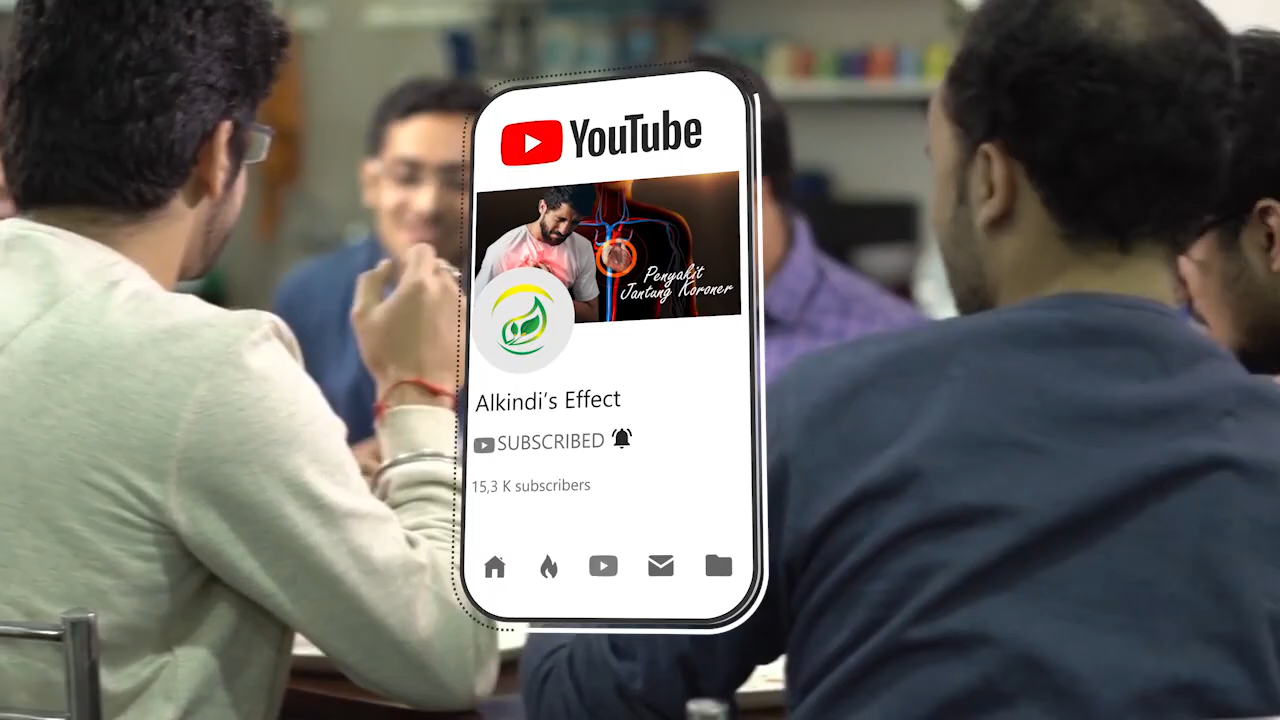 YouTube
Penyakit
Jantung Koroner
Alkindi's Effect
SUBSCRIBED
15,3 K subscribers